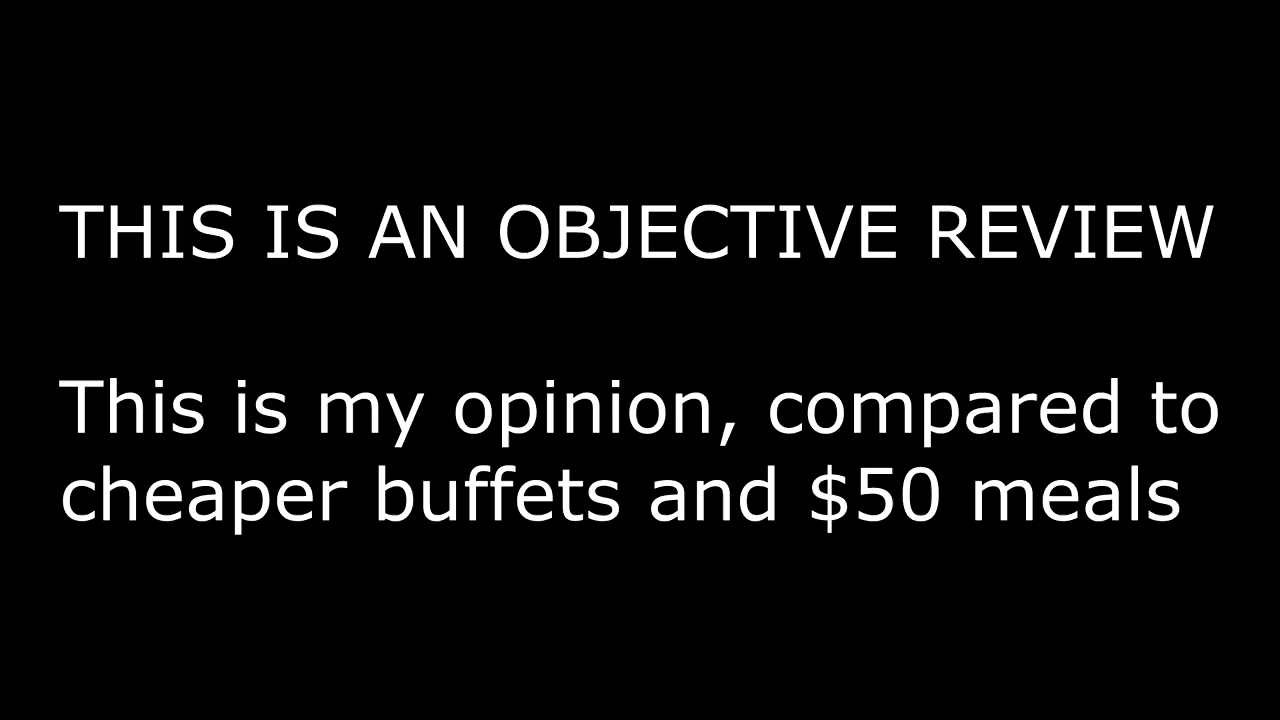 THIS IS AN OBJECTIVE REVIEW
This is my opinion, compared to
cheaper buffets and $50 meals